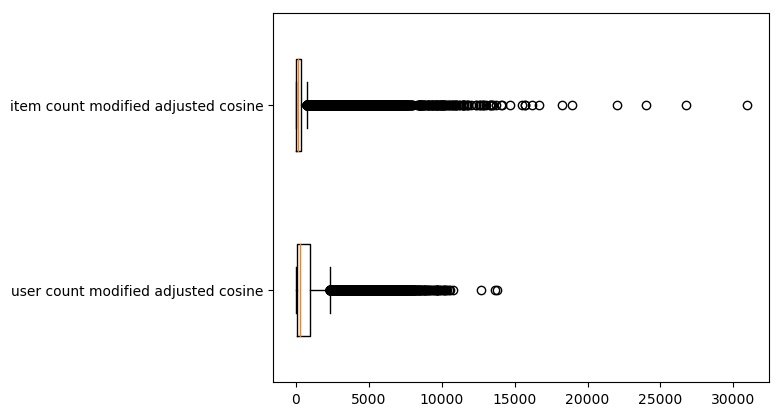 item count modified adjusted cosine
user count modified adjusted cosine
0 5000 10000 15000 20000 25000 30000